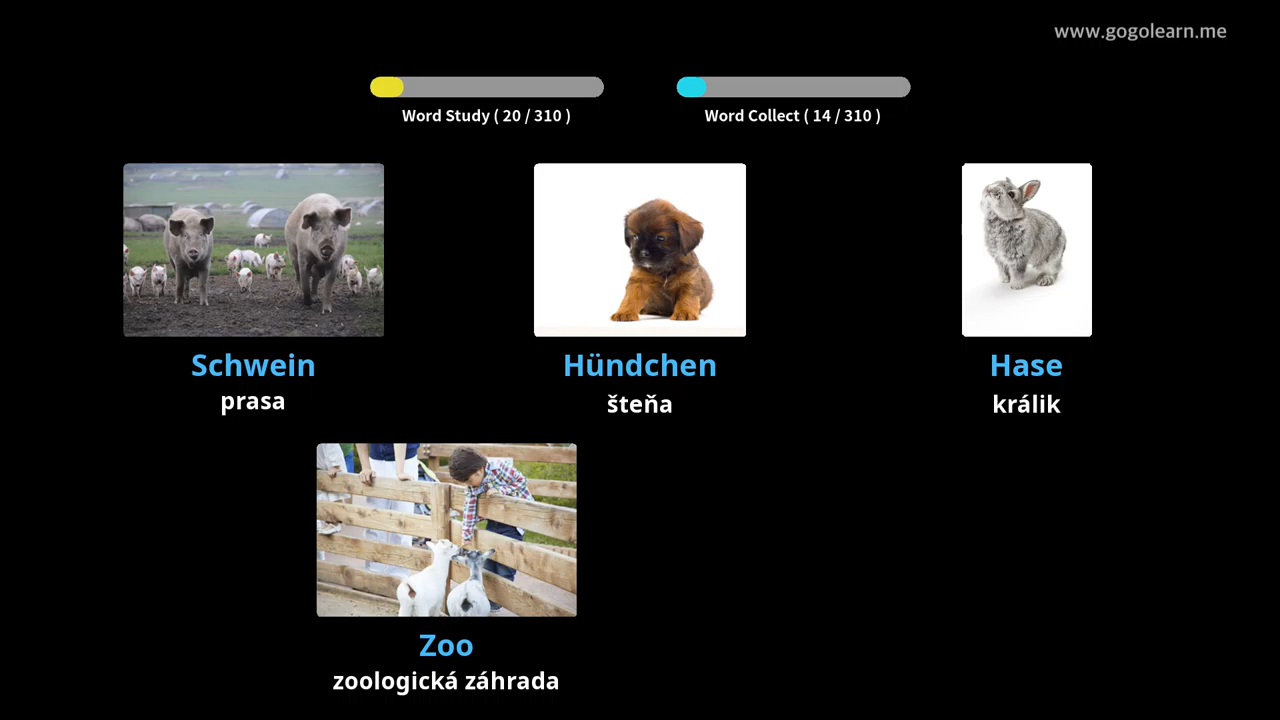 www.gogolearn.me
Word Study ( 20 / 310 )
Word Collect ( 14 / 310 )
Schwein
prasa
Hündchen
šteňa
Hase
králik
Zoo
zoologická záhrada